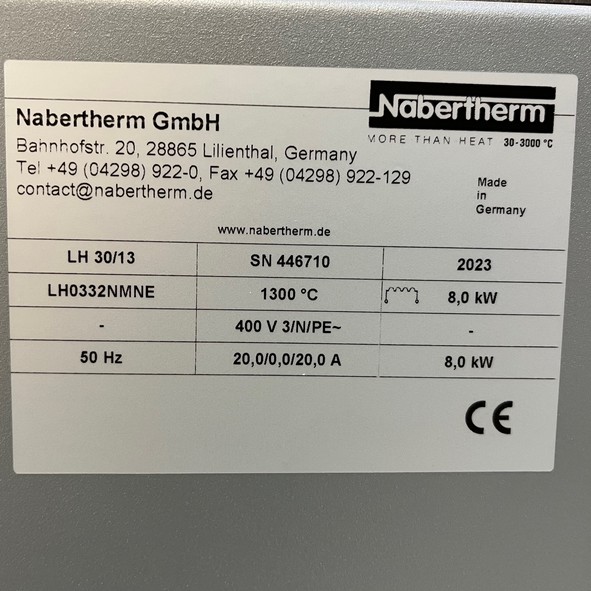 Nabertherm
MORE THAN HEAT 30-3000 °C
Nabertherm GmbH
Bahnhofstr. 20, 28865 Lilienthal, Germany
Tel +49 (04298) 922-0, Fax +49 (04298) 922-129
contact@nabertherm.de
Made
in
Germany
www.nabertherm.de
LH 30/13 SN 446710 2023
LH0332NMNE 1300 °C 8,0 kW
- 400 V 3/N/PE~ -
50 Hz 20,0/0,0/20,0 A 8,0 kW
CE